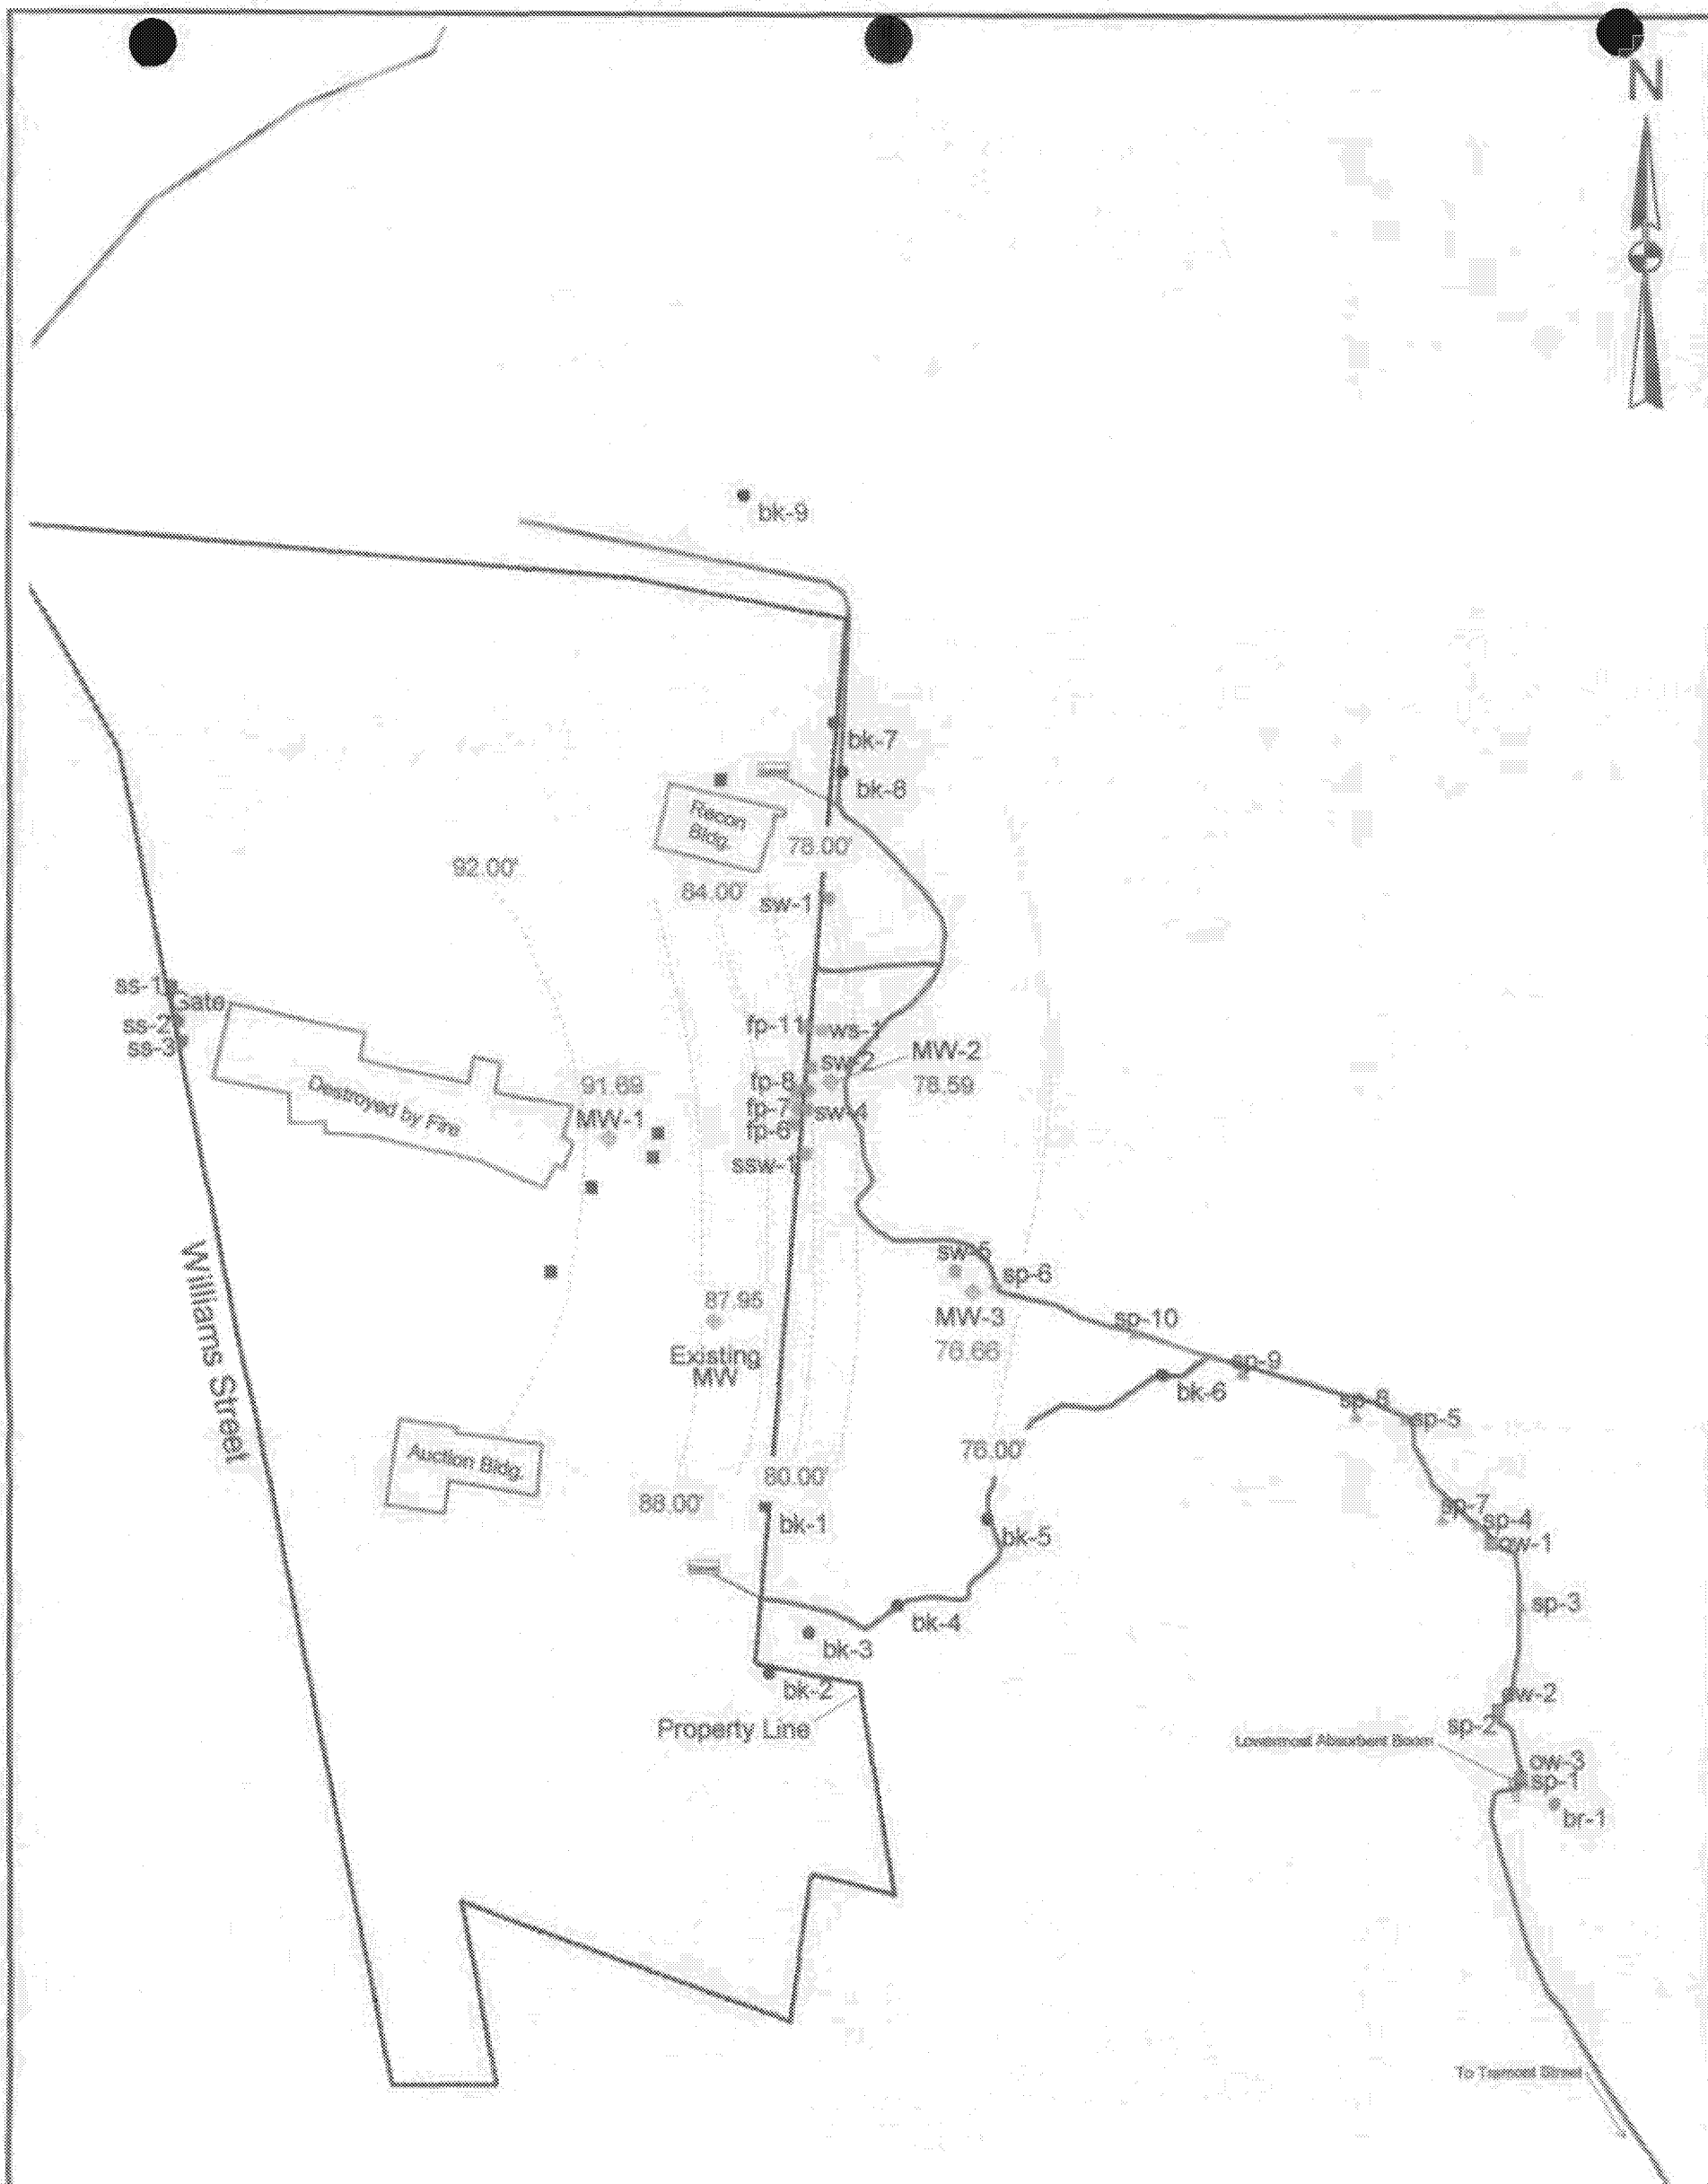 N
bk-9
bk-7
bk-8
Recon
Bldg.
78.00'
92.00'
84.00'
sw-1
ss-1
Gate
ss-2
ss-3
fp-11
ws-1
sw-2
MW-2
78.59
fp-8
fp-7
sw-4
fp-6
ssw-1
91.69
MW-1
Destroyed by Fire
Williams Street
sw-5
sp-6
MW-3
76.66
sp-10
sp-9
bk-6
sp-8
sp-5
87.95
Existing
MW
Auction Bldg.
76.00'
80.00'
88.00'
bk-1
bk-5
sp-7
sp-4
ow-1
sp-3
bk-4
bk-3
bk-2
Property Line
ow-2
sp-2
Lowermost Absorbent Boom
ow-3
sp-1
br-1
To Tremont Street